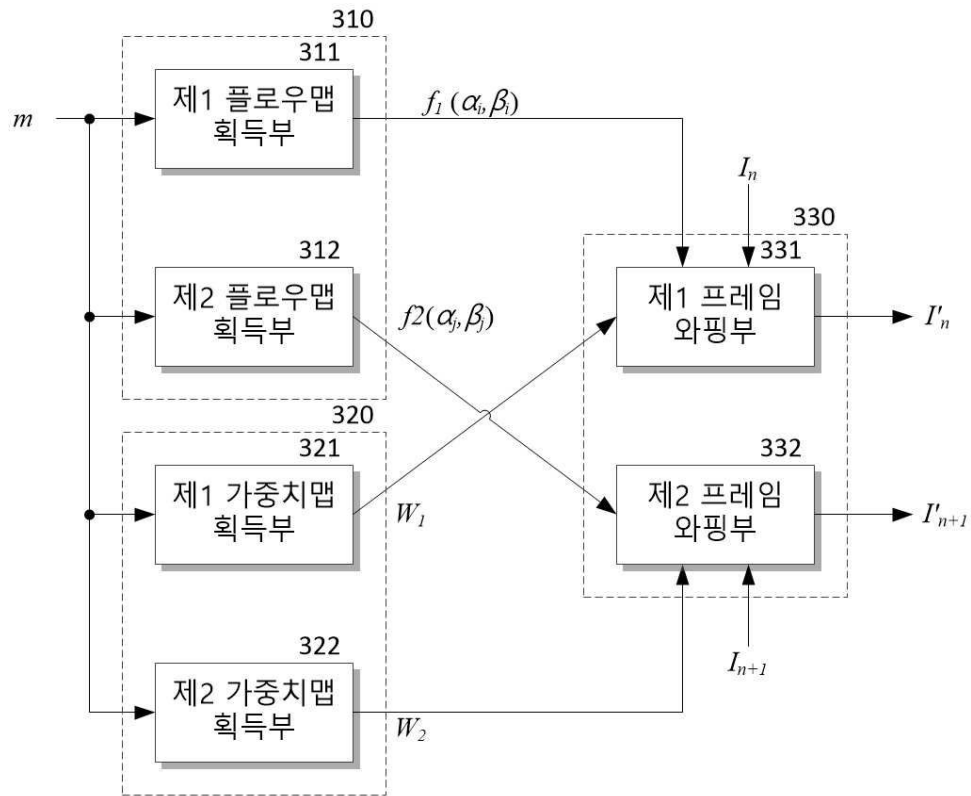 310
311
제1 플로우맵
획득부
m
f₁ (αᵢ,βᵢ)
Iₙ
330
331
제1 프레임
와핑부
I'ₙ
312
제2 플로우맵
획득부
f2(αⱼ,βⱼ)
320
321
제1 가중치맵
획득부
W₁
332
제2 프레임
와핑부
I'ₙ₊₁
Iₙ₊₁
322
제2 가중치맵
획득부
W₂